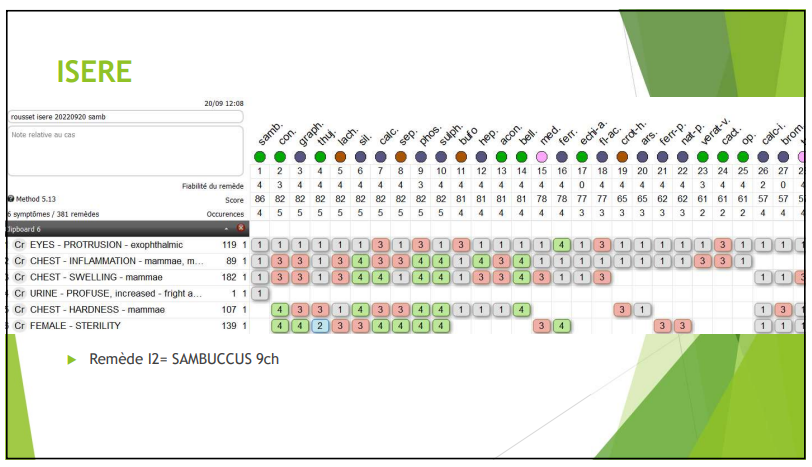 ISERE
20/09 12:08
rousset isere 20220920 samb
Note relative au cas
samb. con. graph. thuj. lach. sil. calc. sep. phos. sulph. bufo hep. acon. bell. med. ferr. echi-a. fl-ac. crot-h. ars. ferr-p. nat-p. verat-v. cact. op. calc-i. brom.
1 2 3 4 5 6 7 8 9 10 11 12 13 14 15 16 17 18 19 20 21 22 23 24 25 26 27 2
Fiabilité du remède 4 3 4 4 4 4 4 4 3 4 4 4 4 4 4 4 0 4 4 4 4 4 3 4 4 2 0
Method 5.13 Score 86 82 82 82 82 82 82 82 82 82 81 81 81 81 78 78 77 77 65 65 62 62 61 61 61 57 57 5
6 symptômes / 381 remèdes Occurences 4 5 5 5 5 5 5 5 5 5 4 4 4 4 4 4 4 3 3 3 3 3 2 2 2 4 4 4
lipboard 6
Cr EYES - PROTRUSION - exophthalmic 119 1 1 1 1 1 1 1 3 1 3 1 3 1 1 1 1 4 1 3 1 1 1 1 1 3 1 1 1 1
Cr CHEST - INFLAMMATION - mammae, m... 89 1 1 3 3 1 3 4 3 3 4 4 1 4 3 4 1 1 1 1 1 1 1 1 3 3 1
Cr CHEST - SWELLING - mammae 182 1 1 3 3 1 3 4 4 1 4 4 1 3 3 4 3 1 1 3 1 1 3
Cr URINE - PROFUSE, increased - fright a... 1 1 1
Cr CHEST - HARDNESS - mammae 107 1 4 3 3 1 4 3 3 4 4 1 1 1 4 3 1 1 3 1
Cr FEMALE - STERILITY 139 1 4 4 2 3 3 4 4 4 4 3 4 3 3 1 1 1
Remède I2= SAMBUCCUS 9ch